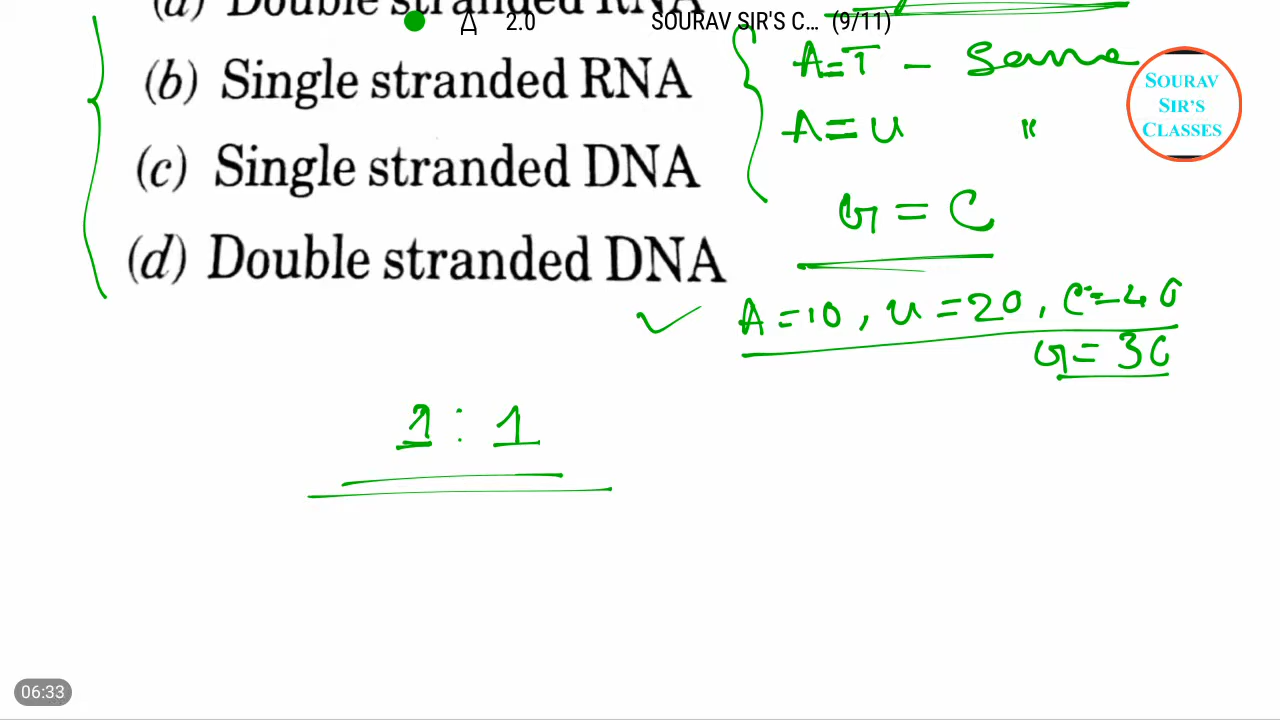 (a) Double stranded RNA
2.0 SOURAV SIR'S C... (9/11)
(b) Single stranded RNA
(c) Single stranded DNA
(d) Double stranded DNA
A=T - Same
A=U "
G = C
A=10, U=20, C=40
G=30
1 : 1
SOURAV
SIR'S
CLASSES
06:33